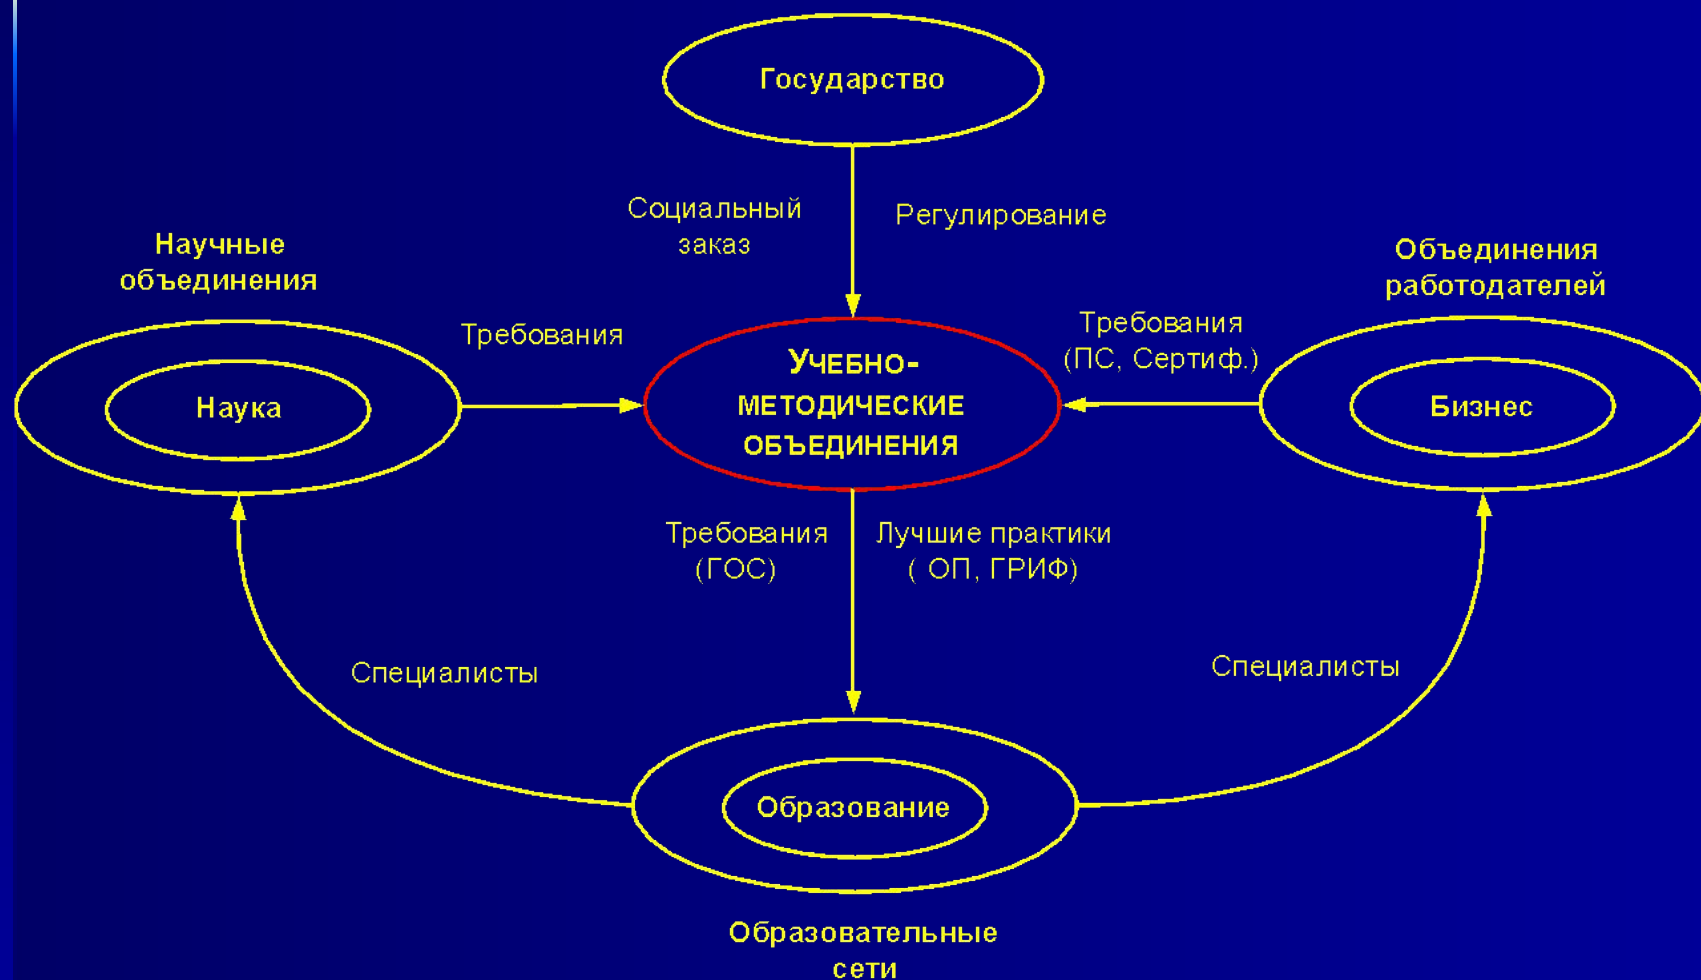 Государство
Социальный
заказ
Регулирование
Научные
объединения
Объединения
работодателей
Требования
Требования
(ПС, Сертиф.)
Наука
УЧЕБНО-
МЕТОДИЧЕСКИЕ
ОБЪЕДИНЕНИЯ
Бизнес
Требования
(ГОС)
Лучшие практики
( ОП, ГРИФ)
Специалисты
Специалисты
Образование
Образовательные
сети